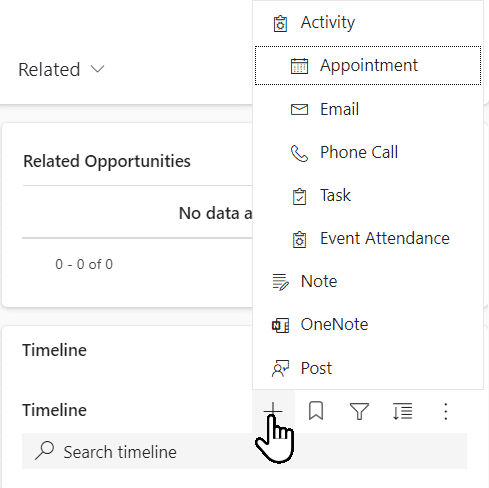 Activity
Appointment
Email
Phone Call
Task
Event Attendance
Note
OneNote
Post
Related
Related Opportunities
No data a
0 - 0 of 0
Timeline
Timeline
Search timeline